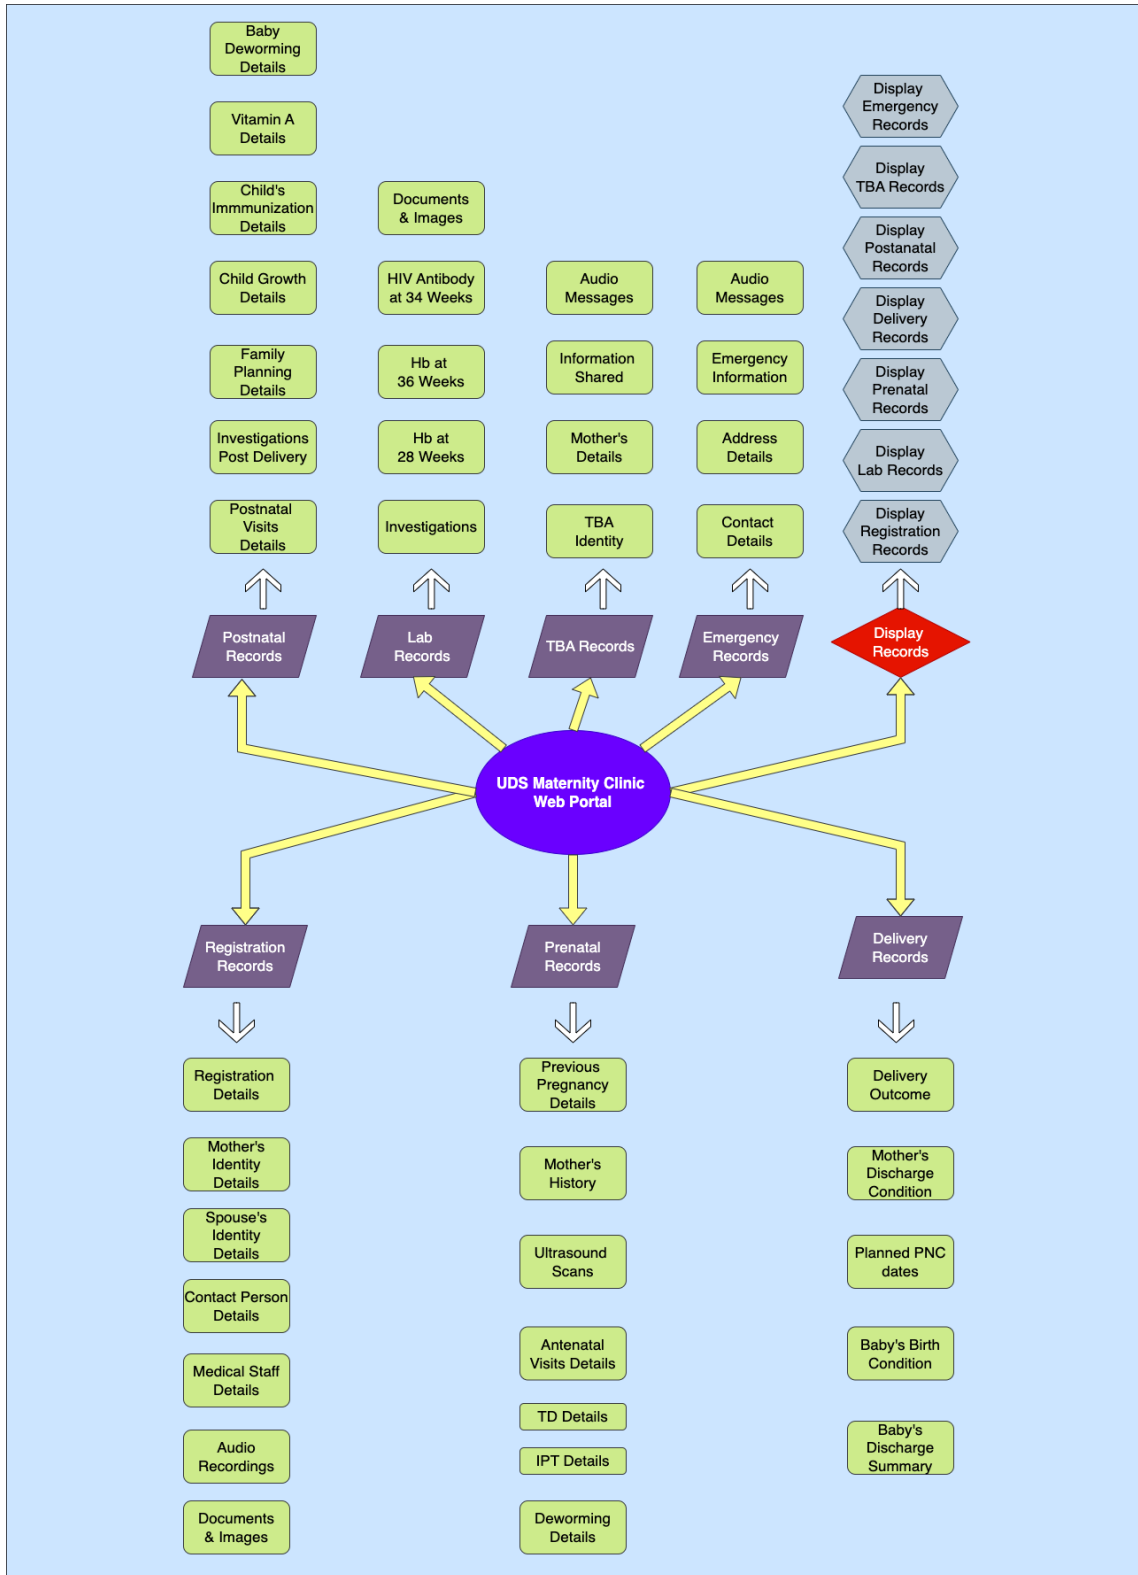 Baby
Deworming
Details
Vitamin A
Details
Child's
Immmunization
Details
Child Growth
Details
Family
Planning
Details
Investigations
Post Delivery
Postnatal
Visits
Details
Documents
& Images
HIV Antibody
at 34 Weeks
Hb at
36 Weeks
Hb at
28 Weeks
Investigations
Audio
Messages
Information
Shared
Mother's
Details
TBA
Identity
Audio
Messages
Emergency
Information
Address
Details
Contact
Details
Display
Emergency
Records
Display
TBA Records
Display
Postanatal
Records
Display
Delivery
Records
Display
Prenatal
Records
Display
Lab Records
Display
Registration
Records
Postnatal
Records
Lab
Records
TBA Records
Emergency
Records
Display
Records
UDS Maternity Clinic
Web Portal
Registration
Records
Prenatal
Records
Delivery
Records
Registration
Details
Mother's
Identity
Details
Spouse's
Identity
Details
Contact Person
Details
Medical Staff
Details
Audio
Recordings
Documents
& Images
Previous
Pregnancy
Details
Mother's
History
Ultrasound
Scans
Antenatal
Visits Details
TD Details
IPT Details
Deworming
Details
Delivery
Outcome
Mother's
Discharge
Condition
Planned PNC
dates
Baby's Birth
Condition
Baby's
Discharge
Summary